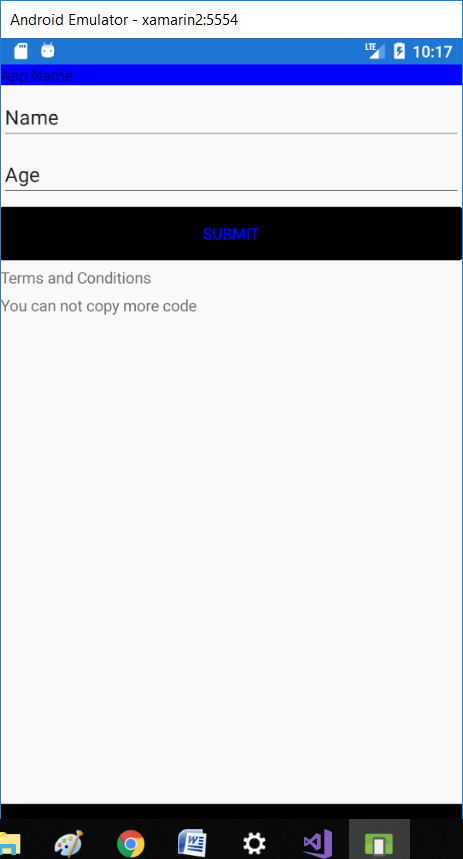 Android Emulator - xamarin2:5554
LTE 10:17
App Name
Name
Age
SUBMIT
Terms and Conditions
You can not copy more code
W